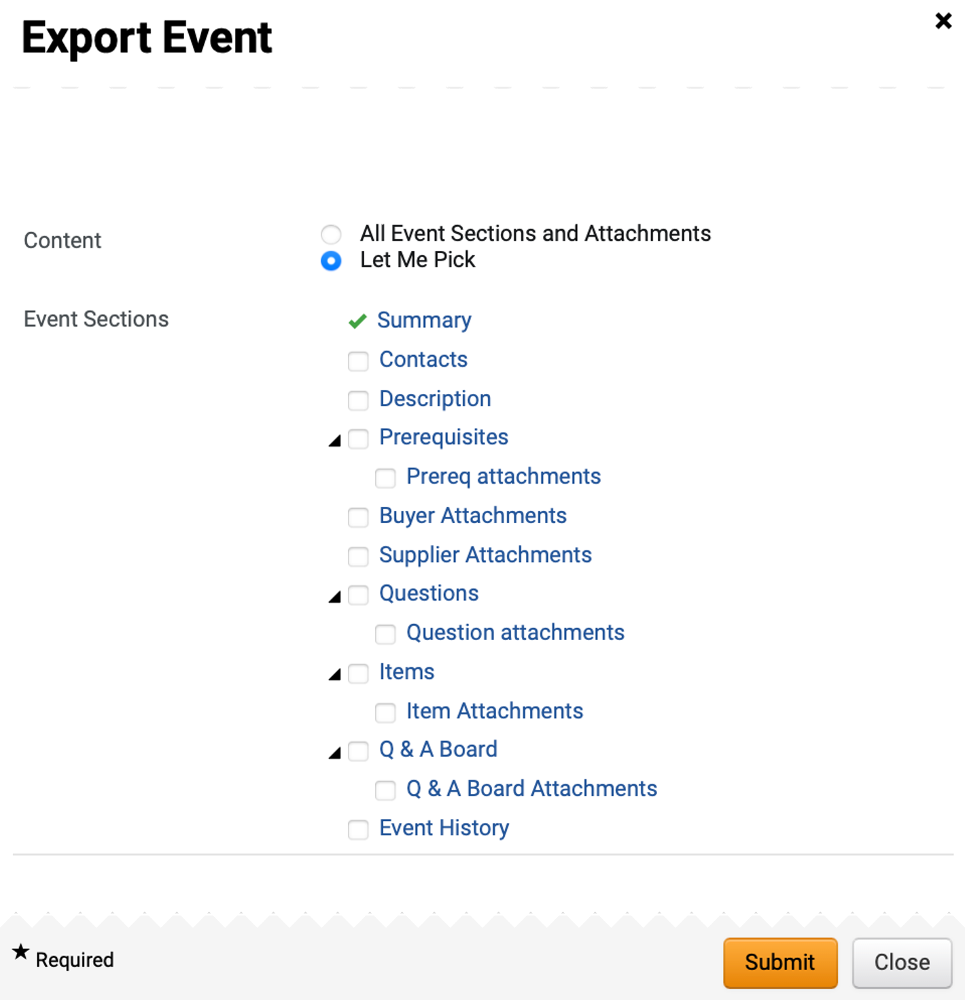 Export Event
Content
All Event Sections and Attachments
Let Me Pick
Event Sections
Summary
Contacts
Description
Prerequisites
Prereq attachments
Buyer Attachments
Supplier Attachments
Questions
Question attachments
Items
Item Attachments
Q & A Board
Q & A Board Attachments
Event History
★ Required
Submit
Close